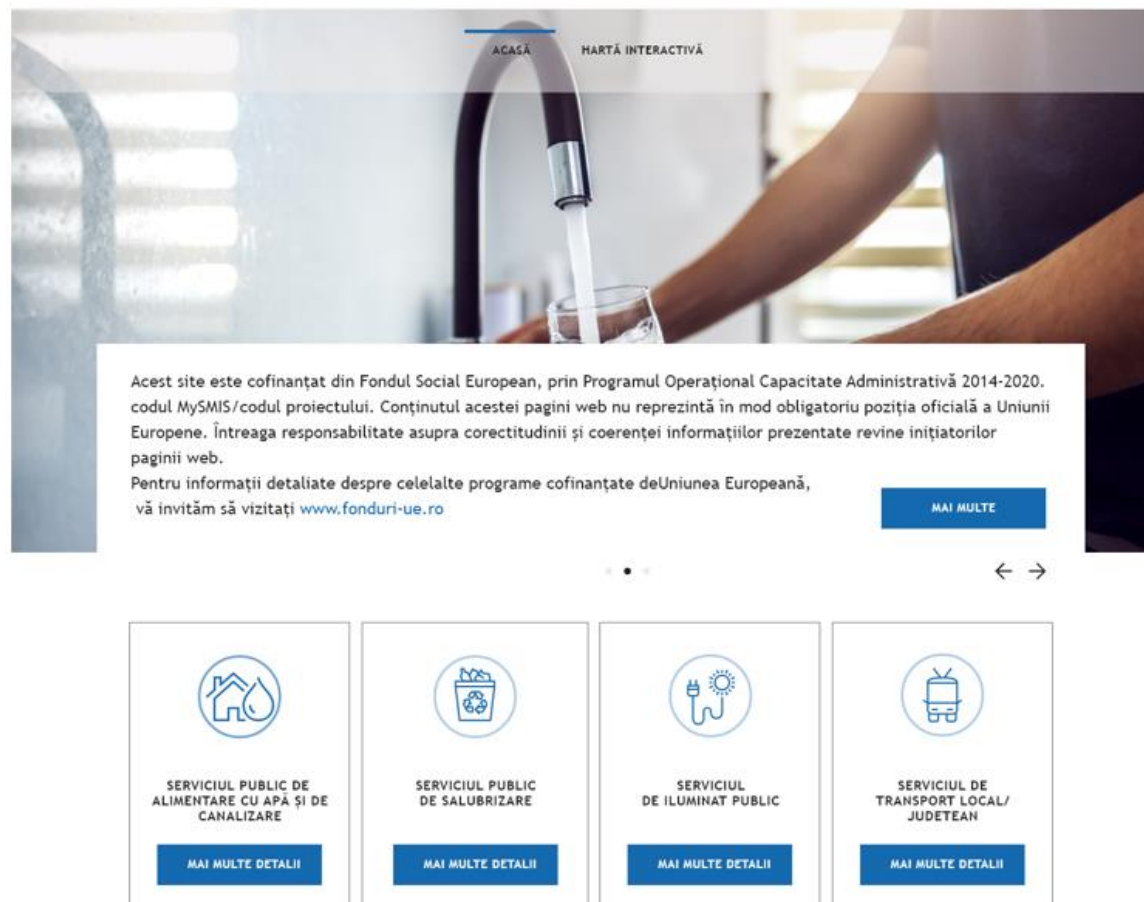 ACASĂ
HARTĂ INTERACTIVĂ
Acest site este cofinanțat din Fondul Social European, prin Programul Operațional Capacitate Administrativă 2014-2020.
codul MySMIS/codul proiectului. Conținutul acestei pagini web nu reprezintă în mod obligatoriu poziția oficială a Uniunii
Europene. Întreaga responsabilitate asupra corectitudinii și coerenței informațiilor prezentate revine inițiatorilor
paginii web.
Pentru informații detaliate despre celelalte programe cofinanțate deUniunea Europeană,
vă invităm să vizitați www.fonduri-ue.ro
MAI MULTE
SERVICIUL PUBLIC DE
ALIMENTARE CU APĂ ȘI DE
CANALIZARE
MAI MULTE DETALII
SERVICIUL PUBLIC
DE SALUBRIZARE
MAI MULTE DETALII
SERVICIUL
DE ILUMINAT PUBLIC
MAI MULTE DETALII
SERVICIUL DE
TRANSPORT LOCAL/
JUDETEAN
MAI MULTE DETALII